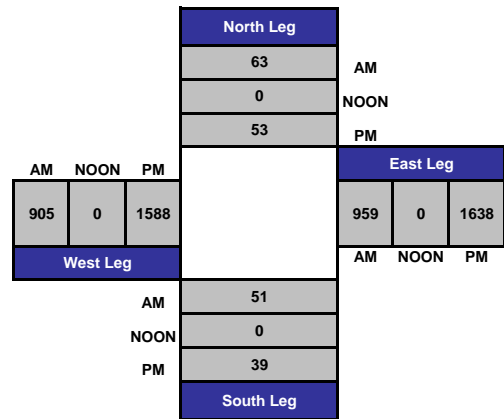 North Leg
63 AM
0 NOON
53 PM
AM NOON PM East Leg
905 0 1588 959 0 1638
West Leg AM NOON PM
AM 51
NOON 0
PM 39
South Leg